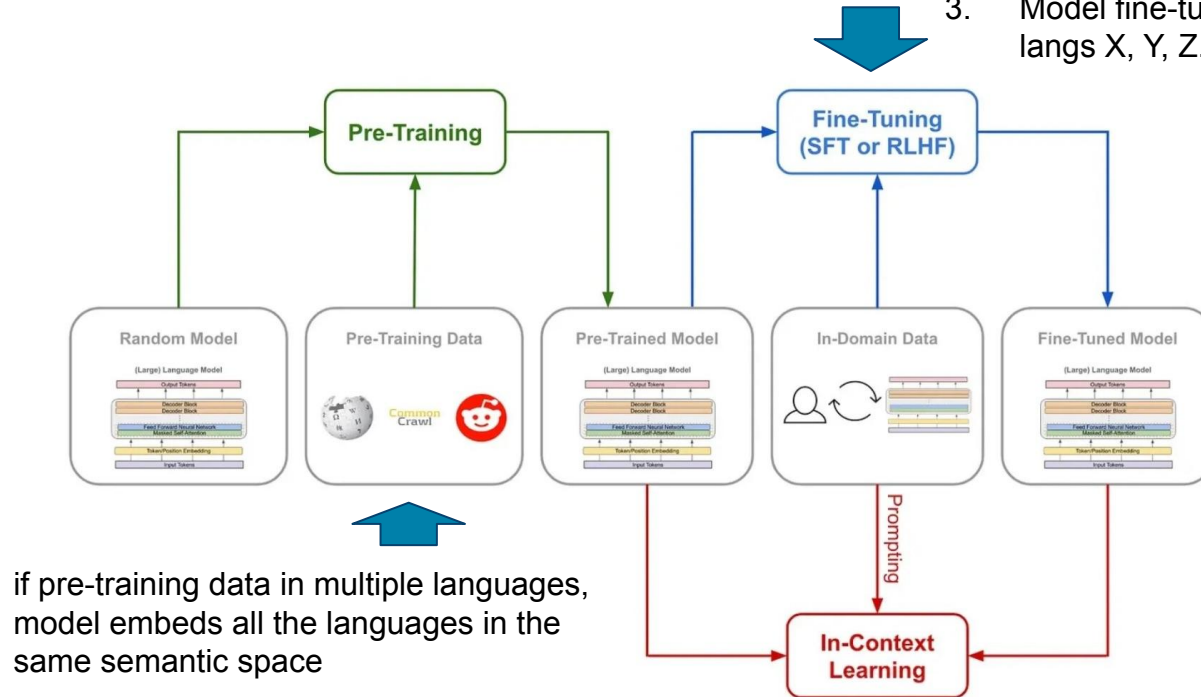 3. Model fine-tu
langs X, Y, Z
Pre-Training
Fine-Tuning
(SFT or RLHF)
Random Model
(Large) Language Model
Output Tokens
Decoder Block
Decoder Block
Feed Forward Neural Network
Masked Self-Attention
Token/Position Embedding
Input Tokens
Pre-Training Data
Common
Crawl
Pre-Trained Model
(Large) Language Model
Output Tokens
Decoder Block
Decoder Block
Feed Forward Neural Network
Masked Self-Attention
Token/Position Embedding
Input Tokens
In-Domain Data
Fine-Tuned Model
(Large) Language Model
Output Tokens
Decoder Block
Decoder Block
Feed Forward Neural Network
Masked Self-Attention
Token/Position Embedding
Input Tokens
Prompting
if pre-training data in multiple languages,
model embeds all the languages in the
same semantic space
In-Context
Learning